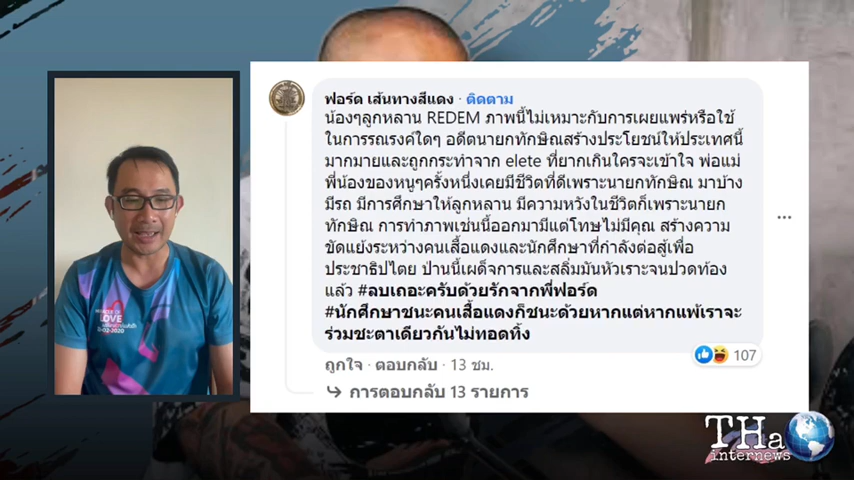 ฟอร์ด เส้นทางสีแดง · ติดตาม
น้องๆลูกหลาน REDEM ภาพนี้ไม่เหมาะกับการเผยแพร่หรือใช้
ในการรณรงค์ใดๆ อดีตนายกทักษิณสร้างประโยชน์ให้ประเทศนี้
มากมายและถูกกระทำจาก elete ที่ยากเกินใครจะเข้าใจ พ่อแม่
พี่น้องของหนูๆครั้งหนึ่งเคยมีชีวิตที่ดีเพราะนายกทักษิณ มาบ้าง
มีรถ มีการศึกษาให้ลูกหลาน มีความหวังในชีวิตก็เพราะนายก
ทักษิณ การทำภาพเช่นนี้ออกมามีแต่โทษไม่มีคุณ สร้างความ
ขัดแย้งระหว่างคนเสื้อแดงและนักศึกษาที่กำลังต่อสู้เพื่อ
ประชาธิปไตย ป่านนี้เผด็จการและสลิ่มมันหัวเราะจนปวดท้อง
แล้ว #ลบเถอะครับด้วยรักจากพี่ฟอร์ด
#นักศึกษาชนะคนเสื้อแดงก็ชนะด้วยหากแต่หากแพ้เราจะ
ร่วมชะตาเดียวกันไม่ทอดทิ้ง
107
ถูกใจ · ตอบกลับ · 13 ชม.
การตอบกลับ 13 รายการ
LOVE
THa
internews